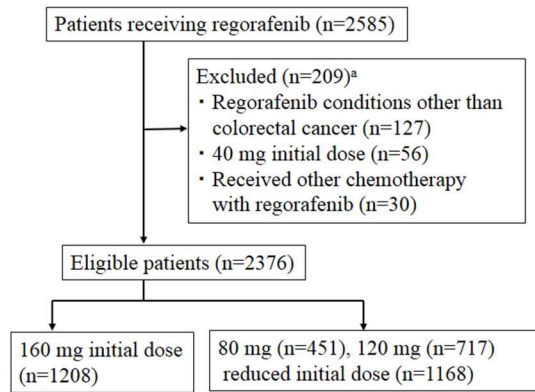 Patients receiving regorafenib (n=2585)
Excluded (n=209)ᵃ
・Regorafenib conditions other than
colorectal cancer (n=127)
・40 mg initial dose (n=56)
・Received other chemotherapy
with regorafenib (n=30)
Eligible patients (n=2376)
160 mg initial dose
(n=1208)
80 mg (n=451), 120 mg (n=717)
reduced initial dose (n=1168)